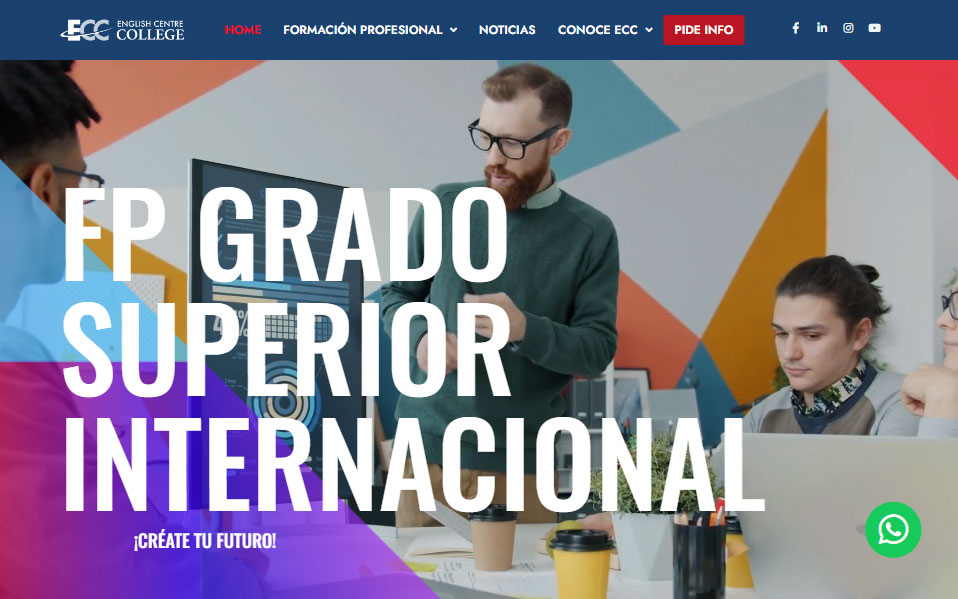 ECC ENGLISH CENTRE
COLLEGE
HOME
FORMACIÓN PROFESIONAL
NOTICIAS
CONOCE ECC
PIDE INFO
FP GRADO
SUPERIOR
INTERNACIONAL
¡CRÉATE TU FUTURO!